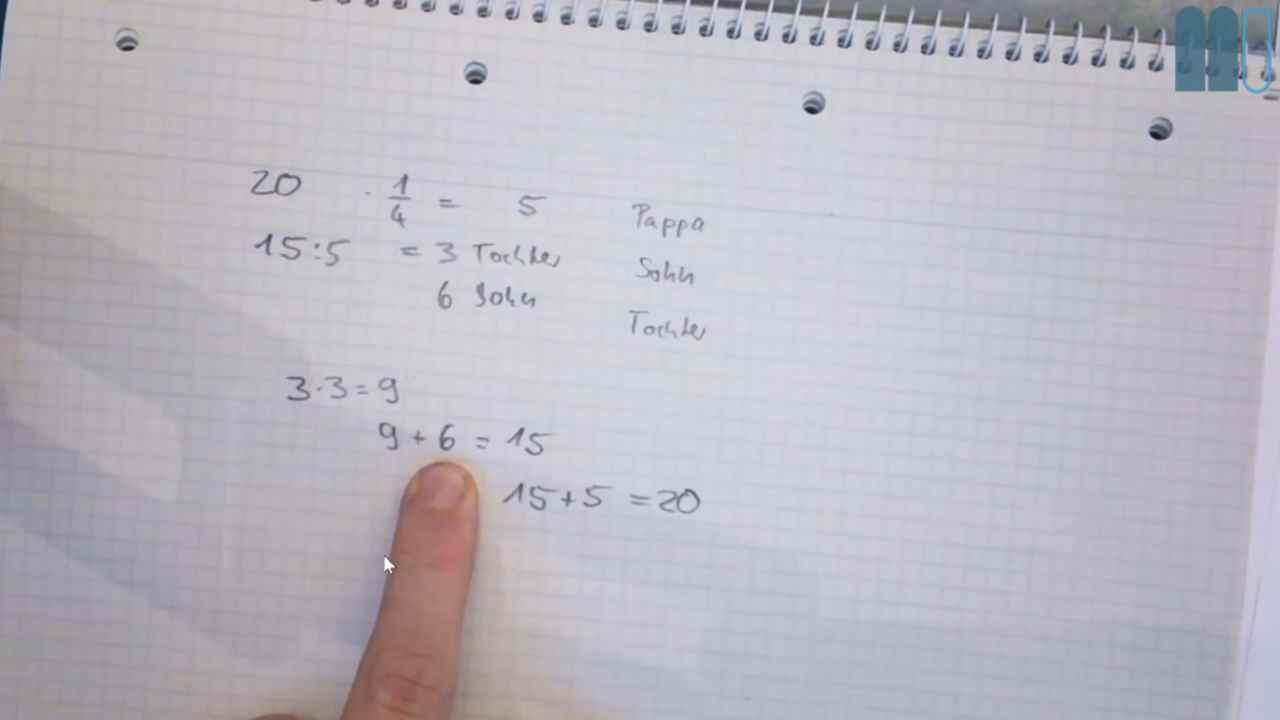 20 · 1/4 = 5 Pappa
15:5 = 3 Tochter Sohn
6 Sohn
Tochter
3·3=9
9+6=15
15+5=20